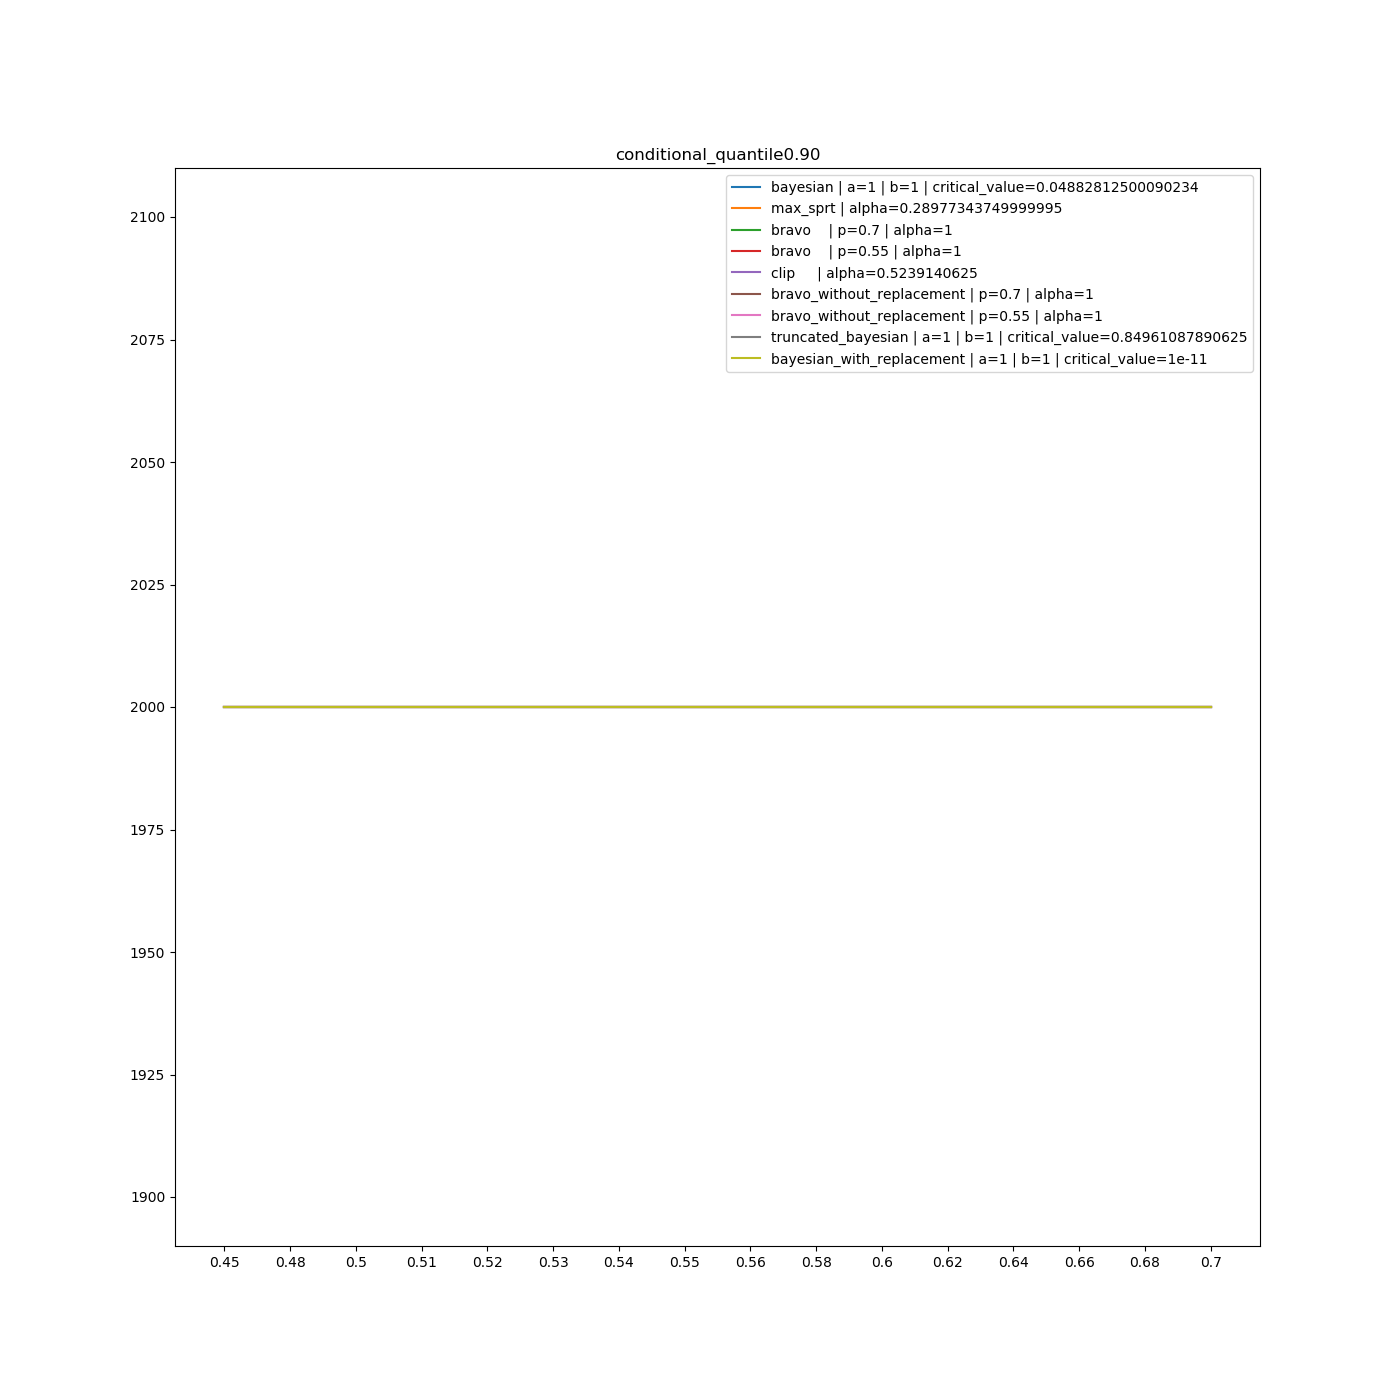 conditional_quantile0.90
bayesian | a=1 | b=1 | critical_value=0.04882812500090234
max_sprt | alpha=0.28977343749999995
bravo    | p=0.7 | alpha=1
bravo    | p=0.55 | alpha=1
clip     | alpha=0.5239140625
bravo_without_replacement | p=0.7 | alpha=1
bravo_without_replacement | p=0.55 | alpha=1
truncated_bayesian | a=1 | b=1 | critical_value=0.84961087890625
bayesian_with_replacement | a=1 | b=1 | critical_value=1e-11
2100
2075
2050
2025
2000
1975
1950
1925
1900
0.45 0.48 0.5 0.51 0.52 0.53 0.54 0.55 0.56 0.58 0.6 0.62 0.64 0.66 0.68 0.7